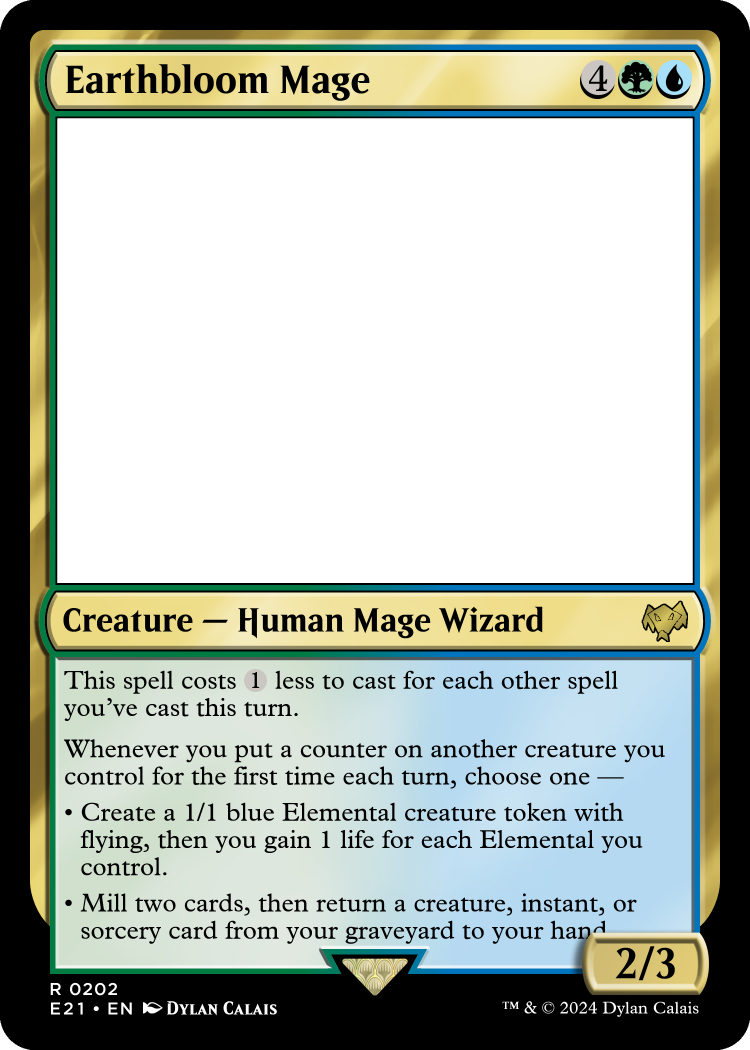 Earthbloom Mage 4
Creature — Human Mage Wizard
This spell costs 1 less to cast for each other spell
you've cast this turn.
Whenever you put a counter on another creature you
control for the first time each turn, choose one —
• Create a 1/1 blue Elemental creature token with
flying, then you gain 1 life for each Elemental you
control.
• Mill two cards, then return a creature, instant, or
sorcery card from your graveyard to your hand
2/3
R 0202
E21 • EN Dylan Calais
™ & © 2024 Dylan Calais